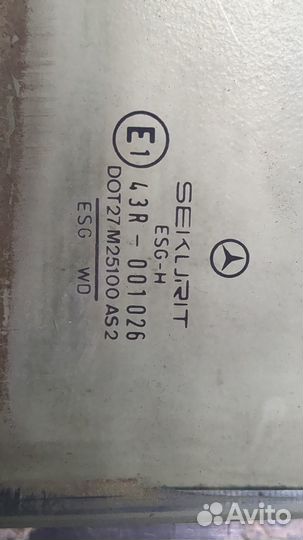 SEKURIT
ESG-H
E1
43R-001026
DOT27 M25100 AS2
ESG WD
Avito